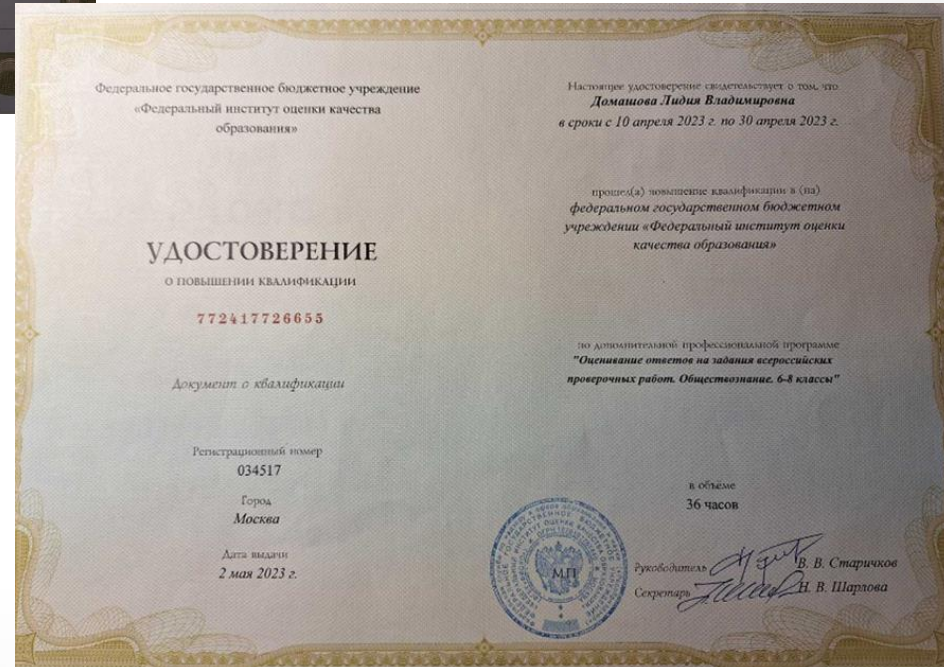 Федеральное государственное бюджетное учреждение
«Федеральный институт оценки качества
образования»
УДОСТОВЕРЕНИЕ
О ПОВЫШЕНИИ КВАЛИФИКАЦИИ
772417726655
Документ о квалификации
Регистрационный номер
034517
Город
Москва
Дата выдачи
2 мая 2023 г.
Настоящее удостоверение свидетельствует о том, что
Домашова Лидия Владимировна
в сроки с 10 апреля 2023 г. по 30 апреля 2023 г.
прошел(а) повышение квалификации в (на)
федеральном государственном бюджетном
учреждении «Федеральный институт оценки
качества образования»
по дополнительной профессиональной программе
"Оценивание ответов на задания всероссийских
проверочных работ. Обществознание. 6-8 классы"
в объёме
36 часов
МП
Руководитель В. В. Старичков
Секретарь Н. В. Шарлова